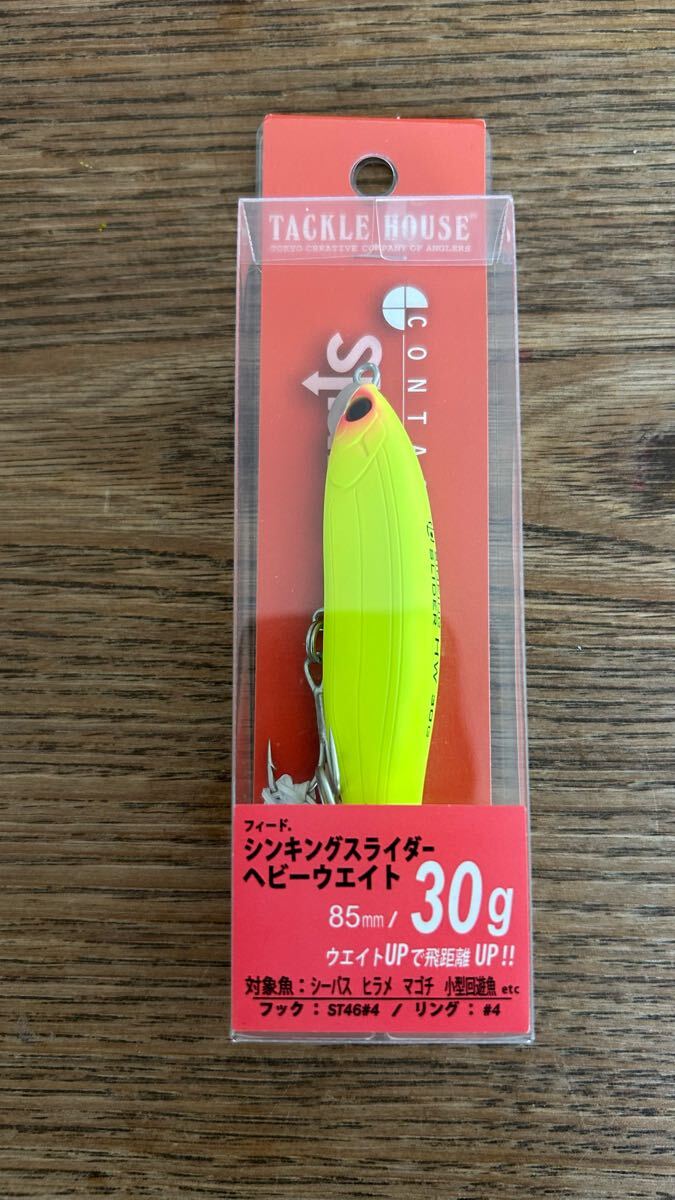 TACKLE HOUSE®
TOKYO CREATIVE COMPANY OF ANGLERS
CONTA
SLIDER HW 30G
フィード.
シンキングスライダー
ヘビーウエイト
85mm / 30g
ウエイトUPで飛距離UP!!
対象魚：シーバス ヒラメ マゴチ 小型回遊魚 etc
フック：ST46#4 / リング：#4